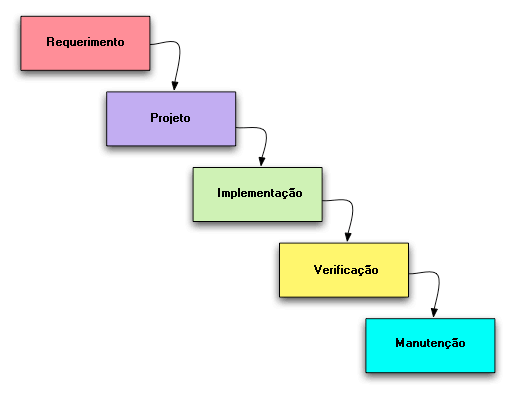 Requerimento
Projeto
Implementação
Verificação
Manutenção